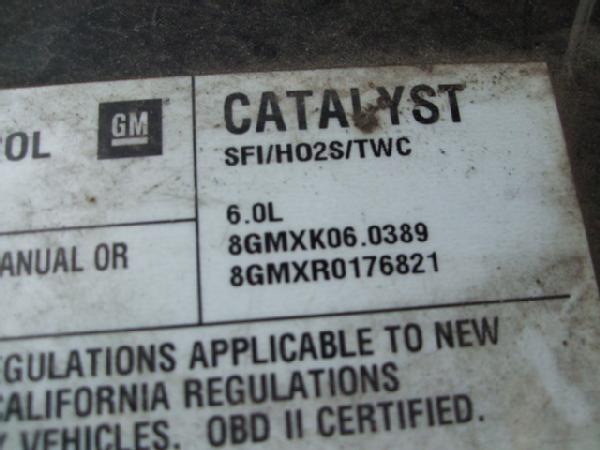 OL GM
CATALYST
SFI/HO2S/TWC
6.0L
8GMXK06.0389
8GMXR0176821
ANUAL OR
EGULATIONS APPLICABLE TO NEW
CALIFORNIA REGULATIONS
VEHICLES. OBD II CERTIFIED.